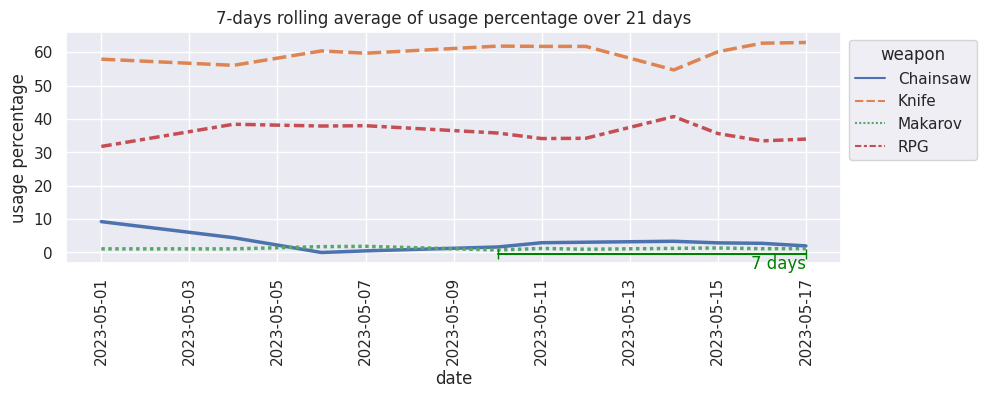 7-days rolling average of usage percentage over 21 days
usage percentage
60
50
40
30
20
10
0
weapon
Chainsaw
Knife
Makarov
RPG
7 days
2023-05-01
2023-05-03
2023-05-05
2023-05-07
2023-05-09
2023-05-11
2023-05-13
2023-05-15
2023-05-17
date